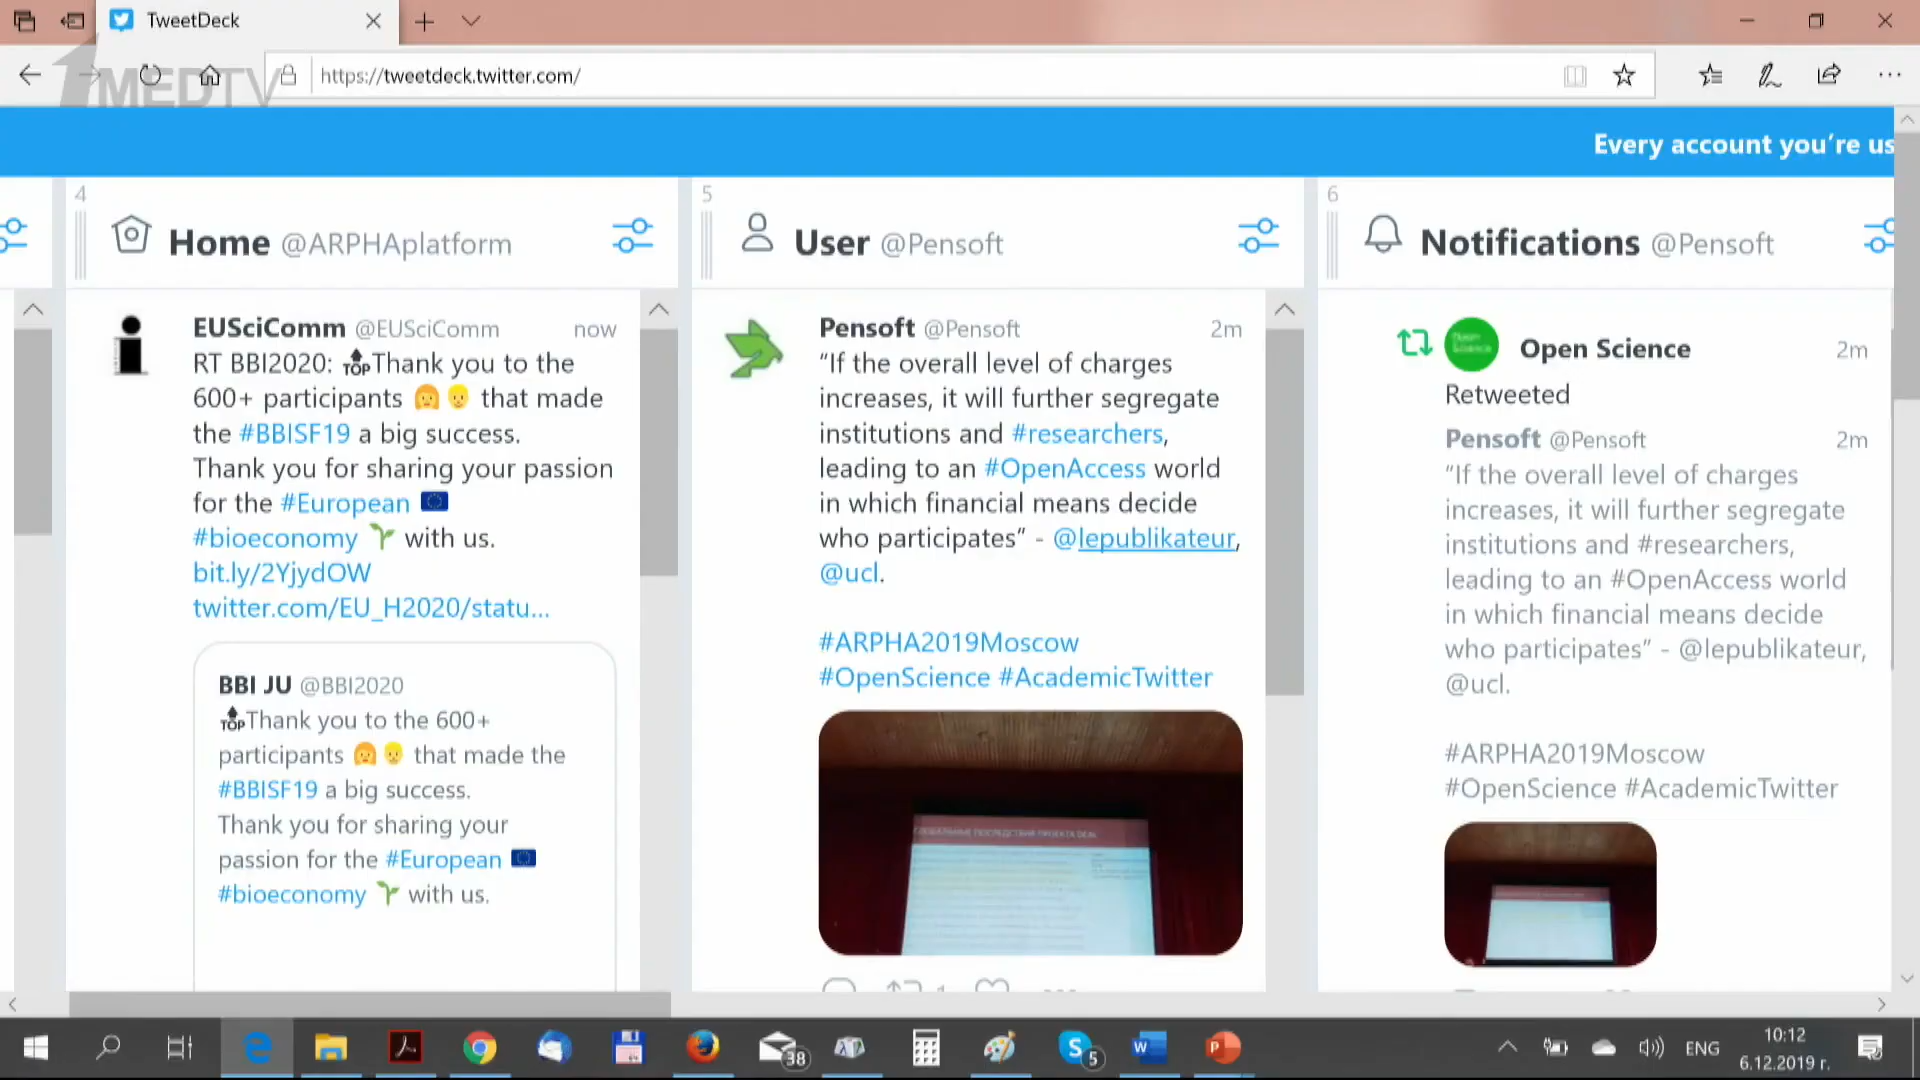 TweetDeck
1MEDTV
https://tweetdeck.twitter.com/
Every account you're us
4
Home @ARPHAplatform
EUSciComm @EUSciComm now
RT BBI2020: TOP Thank you to the
600+ participants 👩👱 that made
the #BBISF19 a big success.
Thank you for sharing your passion
for the #European 🇪🇺
#bioeconomy 🌱 with us.
bit.ly/2YjydOW
twitter.com/EU_H2020/statu...
BBI JU @BBI2020
TOP Thank you to the 600+
participants 👩👱 that made the
#BBISF19 a big success.
Thank you for sharing your
passion for the #European 🇪🇺
#bioeconomy 🌱 with us.
5
User @Pensoft
Pensoft @Pensoft 2m
“If the overall level of charges
increases, it will further segregate
institutions and #researchers,
leading to an #OpenAccess world
in which financial means decide
who participates” - @lepublikateur,
@ucl.
#ARPHA2019Moscow
#OpenScience #AcademicTwitter
ПОСЛЕДСТВИЯ ПРОЕКТА DEAL
1
6
Notifications @Pensoft
Open Science 2m
Retweeted
Pensoft @Pensoft 2m
“If the overall level of charges
increases, it will further segregate
institutions and #researchers,
leading to an #OpenAccess world
in which financial means decide
who participates” - @lepublikateur,
@ucl.
#ARPHA2019Moscow
#OpenScience #AcademicTwitter
38
5
ENG
10:12
6.12.2019 г.